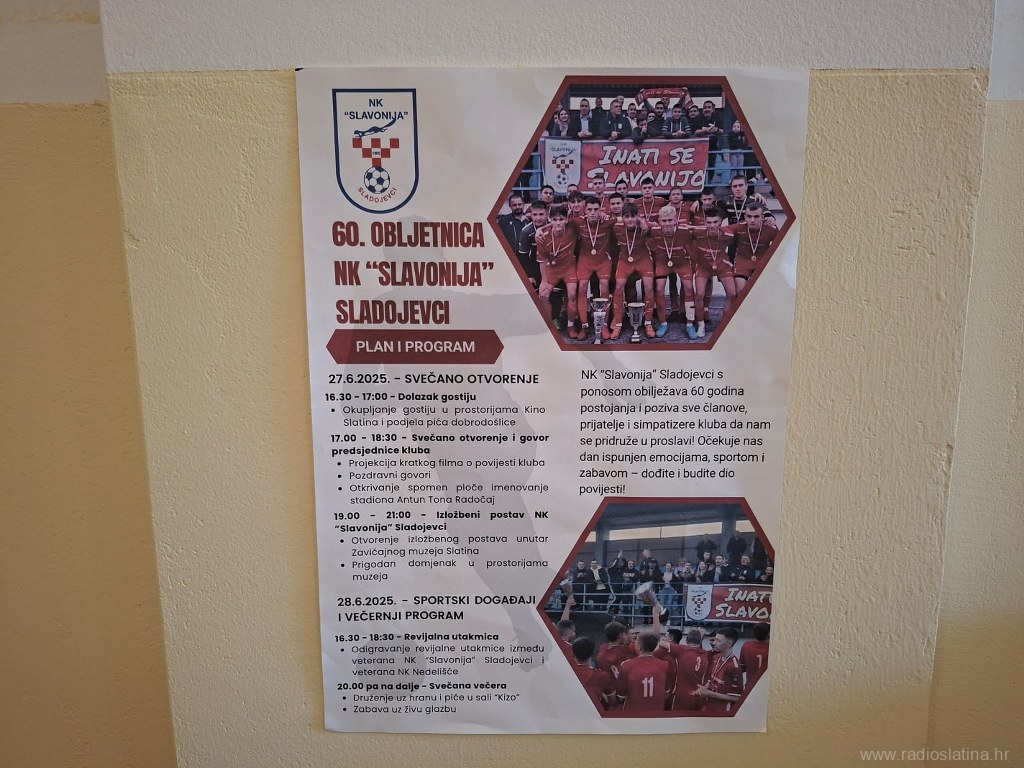 NK
"SLAVONIJA"
SLADOJEVCI
60. OBLJETNICA
NK “SLAVONIJA”
SLADOJEVCI
PLAN I PROGRAM
27.6.2025. - SVEČANO OTVORENJE
16.30 - 17:00 - Dolazak gostiju
• Okupljanje gostiju u prostorijama Kino
Slatina i podjela pića dobrodošlice
17.00 - 18:30 - Svečano otvorenje i govor
predsjednice kluba
• Projekcija kratkog filma o povijesti kluba
• Pozdravni govori
• Otkrivanje spomen ploče imenovanje
stadiona Antun Tona Radočaj
19.00 - 21:00 - Izložbeni postav NK
“Slavonija” Sladojevci
• Otvorenje izložbenog postava unutar
Zavičajnog muzeja Slatina
• Prigodan domjenak u prostorijama
muzeja
28.6.2025. - SPORTSKI DOGAĐAJI
I VEČERNJI PROGRAM
16.30 - 18:30 - Revijalna utakmica
• Odigravanje revijalne utakmice između
veterana NK “Slavonija” Sladojevci i
veterana NK Nedelišće
20.00 pa na dalje - Svečana večera
• Druženje uz hranu i piće u sali “Kizo”
• Zabava uz živu glazbu
INATI SE
SLAVONIJO
NK “Slavonija” Sladojevci s
ponosom obilježava 60 godina
postojanja i poziva sve članove,
prijatelje i simpatizere kluba da nam
se pridruže u proslavi! Očekuje nas
dan ispunjen emocijama, sportom i
zabavom – dođite i budite dio
povijesti!
INATI
SLAVO
11
3
7
www.radioslatina.hr